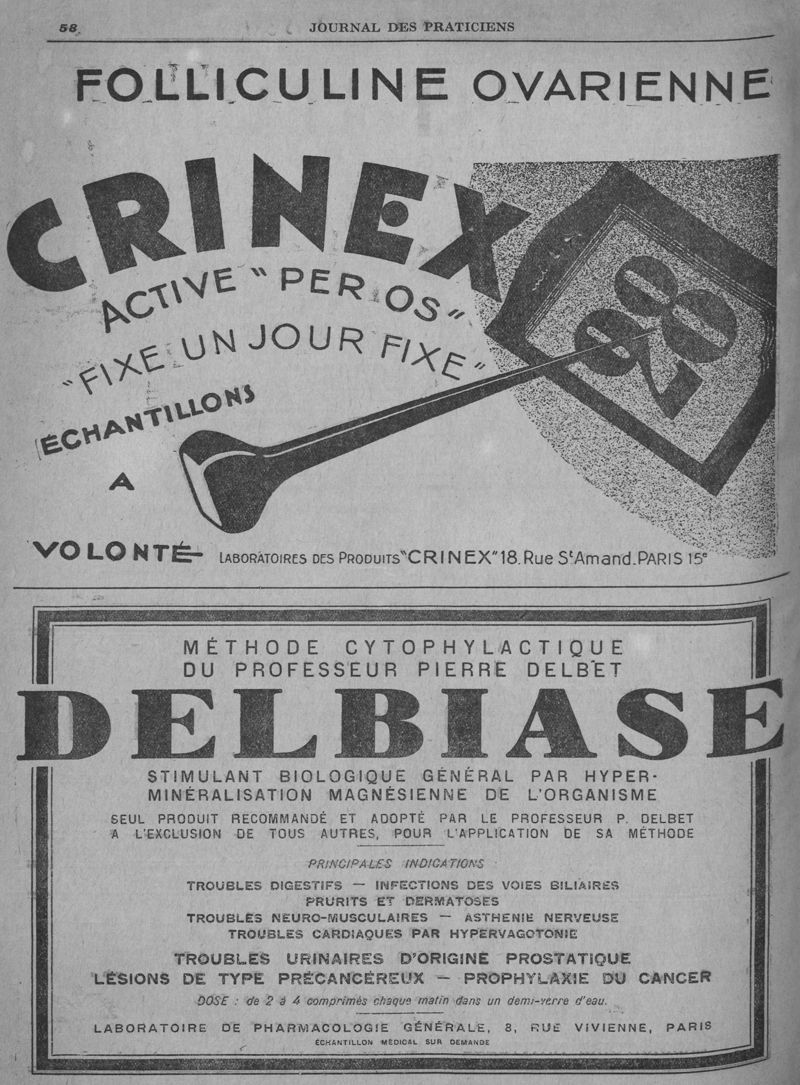 58
JOURNAL DES PRATICIENS
FOLLICULINE OVARIENNE
CRINEX
ACTIVE "PER OS"
"FIXE UN JOUR FIXE"
ÉCHANTILLONS
A
VOLONTÉ
28
LABORATOIRES DES PRODUITS "CRINEX" 18. Rue St Amand. PARIS 15e
MÉTHODE CYTOPHYLACTIQUE
DU PROFESSEUR PIERRE DELBET
DELBIASE
STIMULANT BIOLOGIQUE GÉNÉRAL PAR HYPER-
MINÉRALISATION MAGNÉSIENNE DE L'ORGANISME
SEUL PRODUIT RECOMMANDÉ ET ADOPTÉ PAR LE PROFESSEUR P. DELBET
A L'EXCLUSION DE TOUS AUTRES, POUR L'APPLICATION DE SA MÉTHODE
PRINCIPALES INDICATIONS :
TROUBLES DIGESTIFS — INFECTIONS DES VOIES BILIAIRES
PRURITS ET DERMATOSES
TROUBLES NEURO-MUSCULAIRES — ASTHÉNIE NERVEUSE
TROUBLES CARDIAQUES PAR HYPERVAGOTONIE
TROUBLES URINAIRES D'ORIGINE PROSTATIQUE
LÉSIONS DE TYPE PRÉCANCÉREUX — PROPHYLAXIE DU CANCER
DOSE : de 2 à 4 comprimés chaque matin dans un demi-verre d'eau.
LABORATOIRE DE PHARMACOLOGIE GÉNÉRALE, 8, RUE VIVIENNE, PARIS
ÉCHANTILLON MÉDICAL SUR DEMANDE